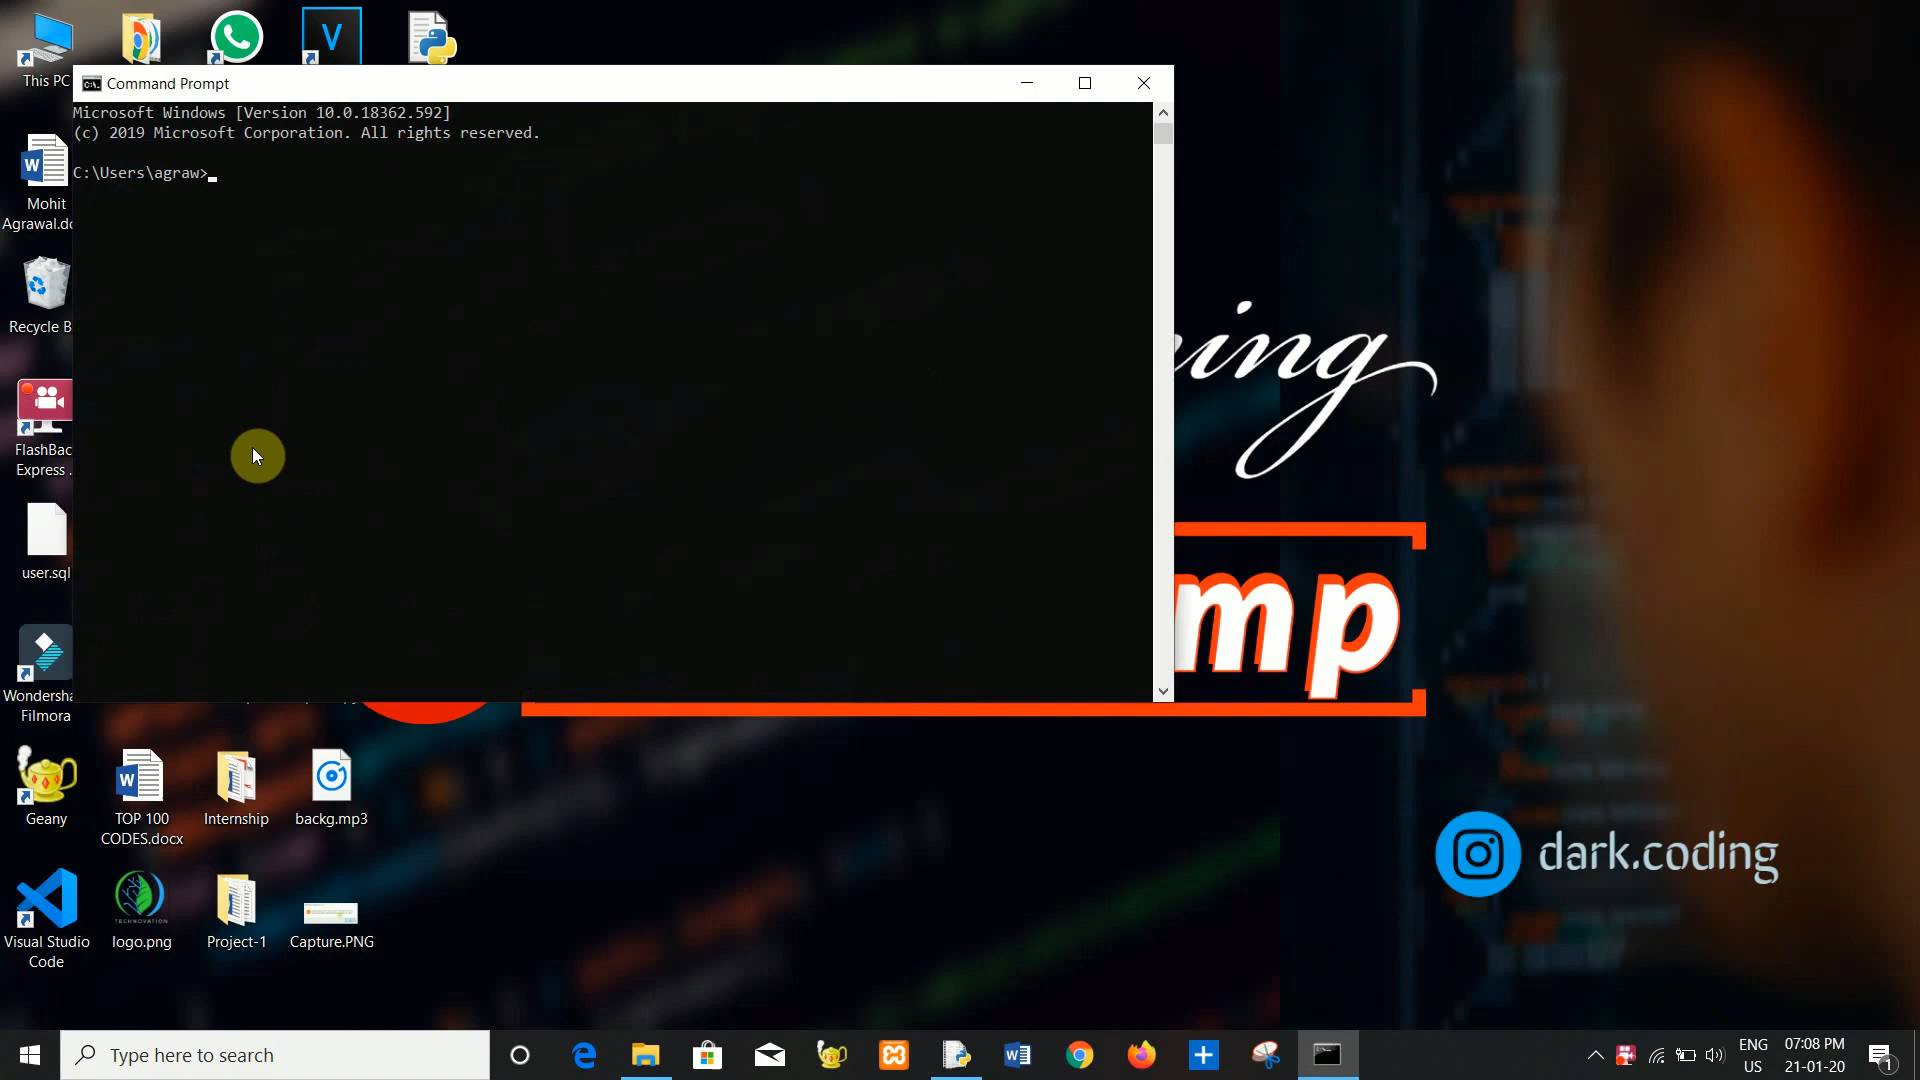 This PC
Command Prompt
Microsoft Windows [Version 10.0.18362.592]
(c) 2019 Microsoft Corporation. All rights reserved.
C:\Users\agraw>
Mohit
Agrawal.do
Recycle B
FlashBac
Express .
user.sql
Wondersha
Filmora
ing
mp
Geany
TOP 100
CODES.docx
Internship
backg.mp3
dark.coding
Visual Studio
Code
TECHNOVATION
logo.png
Project-1
Capture.PNG
Type here to search
ENG
US
07:08 PM
21-01-20
1